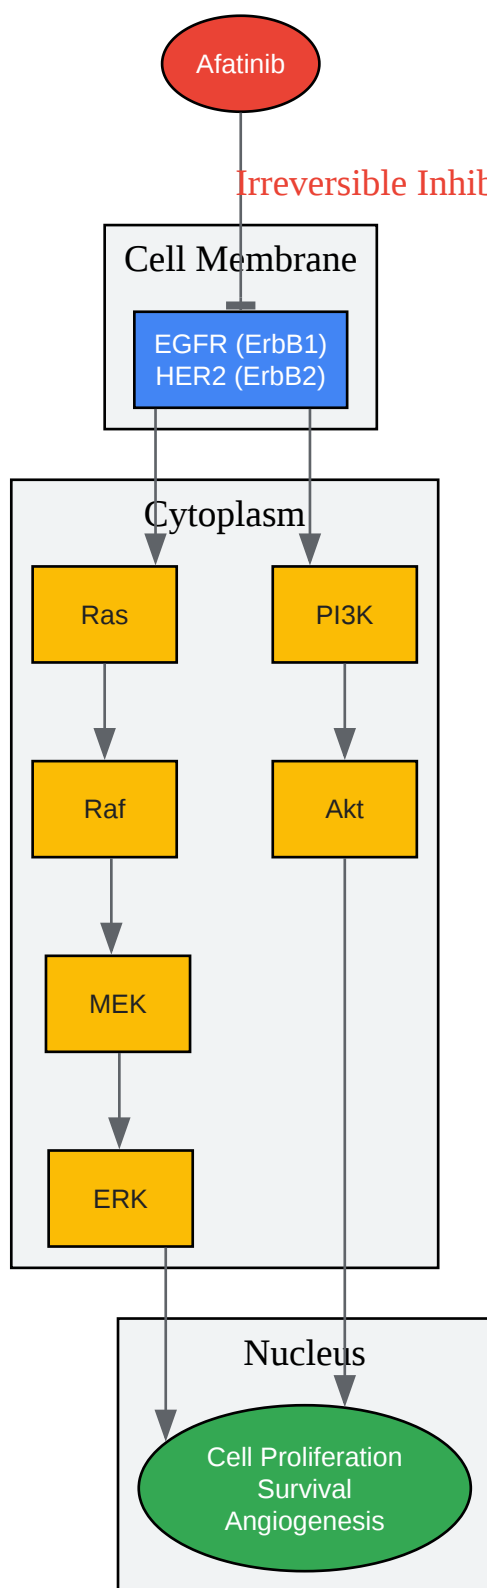 Afatinib
Irreversible Inhib
Cell Membrane
EGFR (ErbB1)
HER2 (ErbB2)
Cytoplasm
Ras
PI3K
Raf
Akt
MEK
ERK
Nucleus
Cell Proliferation
Survival
Angiogenesis